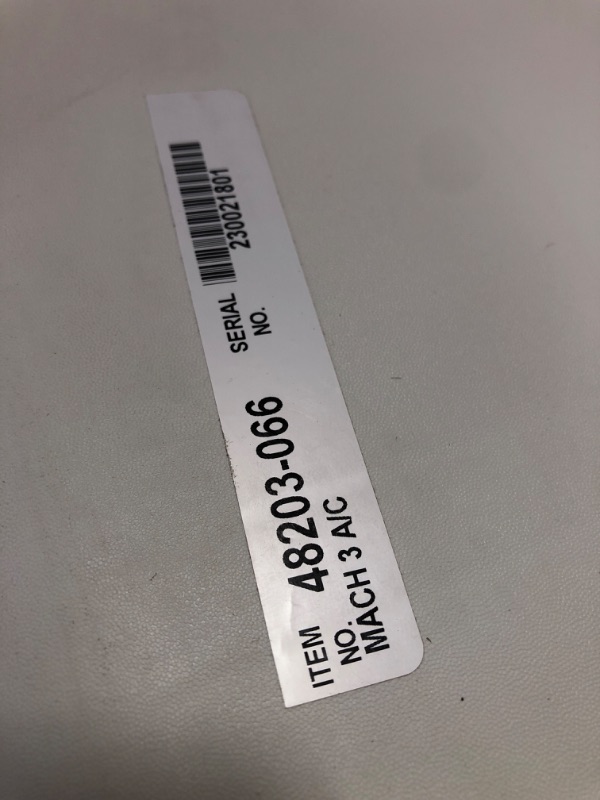 ITEM NO. 48203-066
MACH 3 A/C
SERIAL NO. 230021801